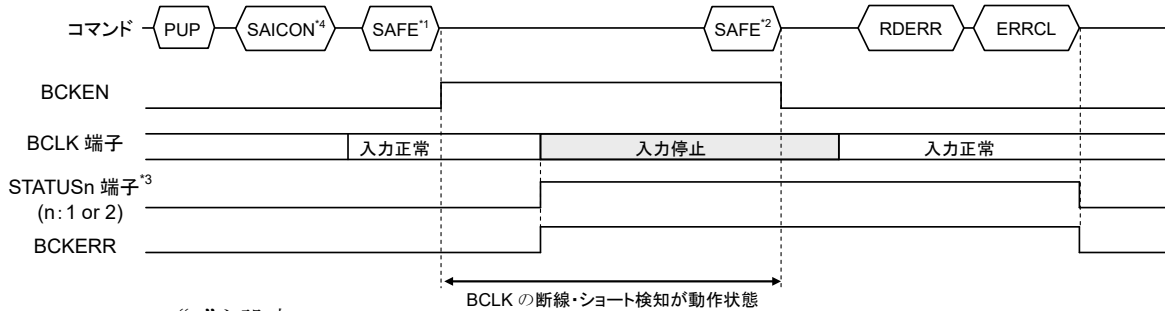 コマンド PUP SAICON*4 SAFE*1 SAFE*2 RDERR ERRCL
BCKEN
BCLK 端子 入力正常 入力停止 入力正常
STATUSn 端子*3
(n:1 or 2)
BCKERR
BCLK の断線・ショート検知が動作状態